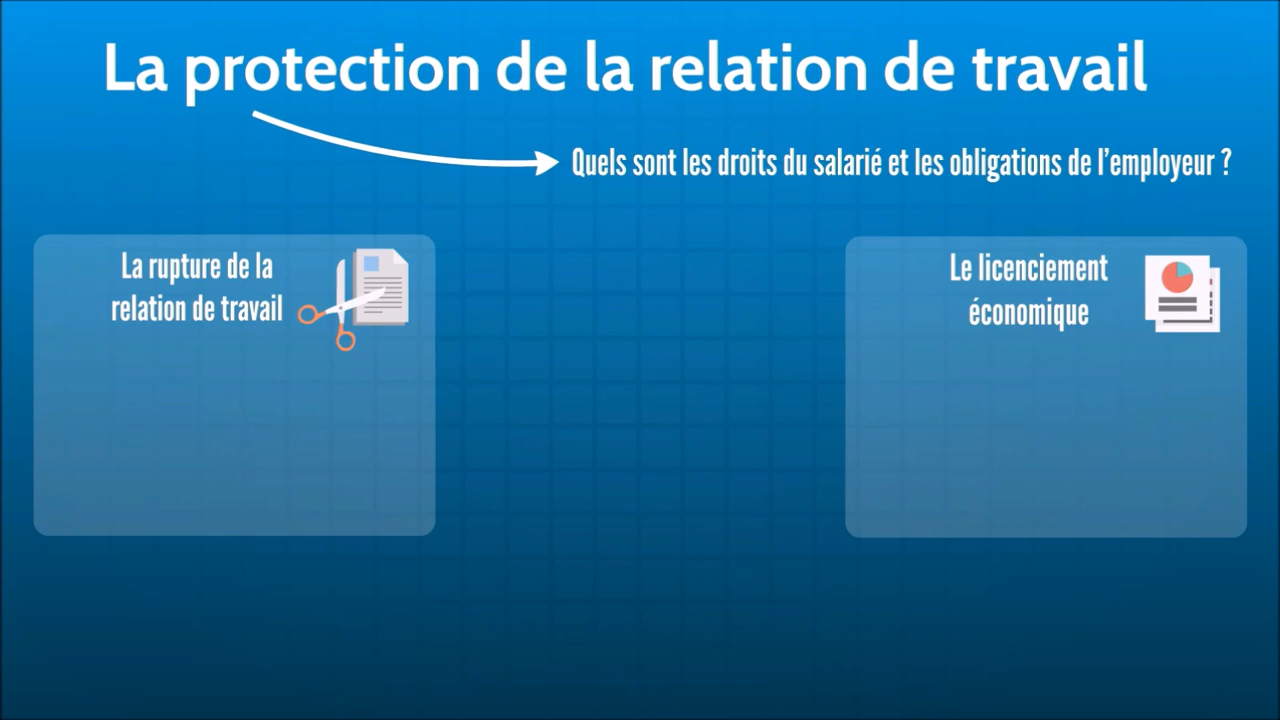 La protection de la relation de travail
Quels sont les droits du salarié et les obligations de l'employeur ?
La rupture de la
relation de travail
Le licenciement
économique